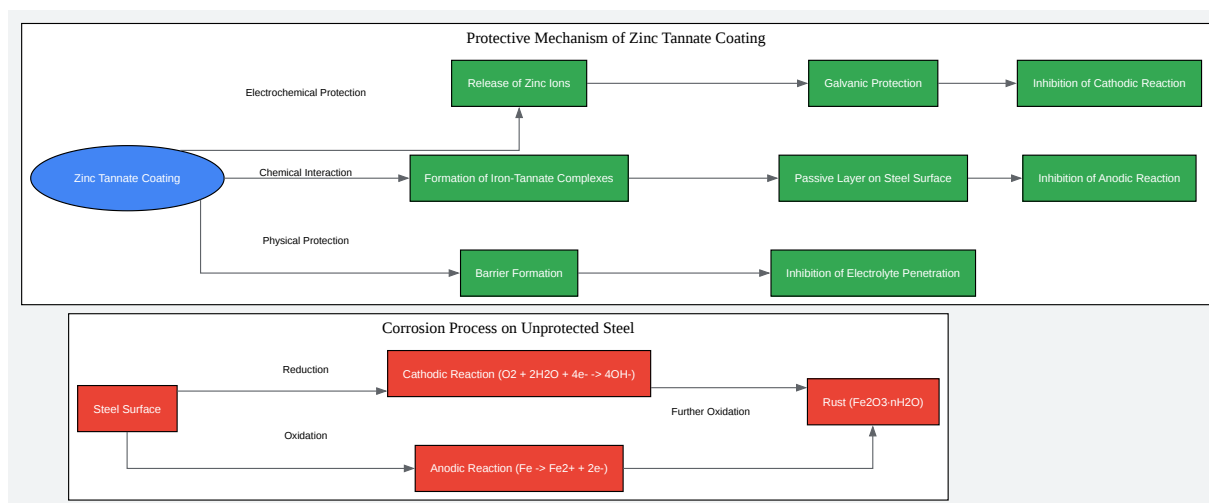 Protective Mechanism of Zinc Tannate Coating
Electrochemical Protection
Release of Zinc Ions
Galvanic Protection
Inhibition of Cathodic Reaction
Zinc Tannate Coating
Chemical Interaction
Formation of Iron-Tannate Complexes
Passive Layer on Steel Surface
Inhibition of Anodic Reaction
Physical Protection
Barrier Formation
Inhibition of Electrolyte Penetration
Corrosion Process on Unprotected Steel
Steel Surface
Reduction
Cathodic Reaction (O2 + 2H2O + 4e- -> 4OH-)
Oxidation
Anodic Reaction (Fe -> Fe2+ + 2e-)
Further Oxidation
Rust (Fe2O3·nH2O)